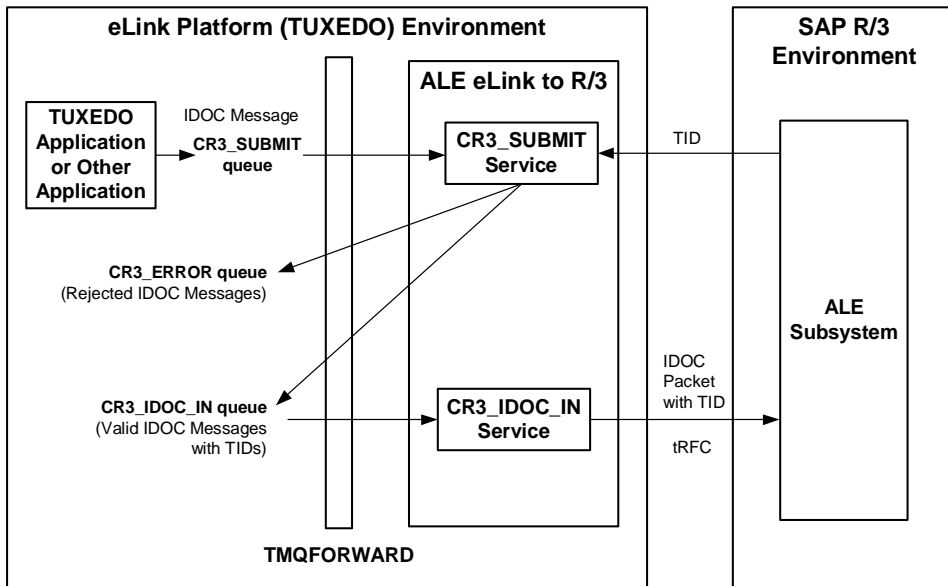 eLink Platform (TUXEDO) Environment
SAP R/3
Environment
ALE eLink to R/3
TUXEDO
Application
or Other
Application
IDOC Message
CR3_SUBMIT
queue
CR3_SUBMIT
Service
TID
CR3_ERROR queue
(Rejected IDOC Messages)
ALE
Subsystem
CR3_IDOC_IN queue
(Valid IDOC Messages
with TIDs)
CR3_IDOC_IN
Service
IDOC
Packet
with TID
tRFC
TMQFORWARD